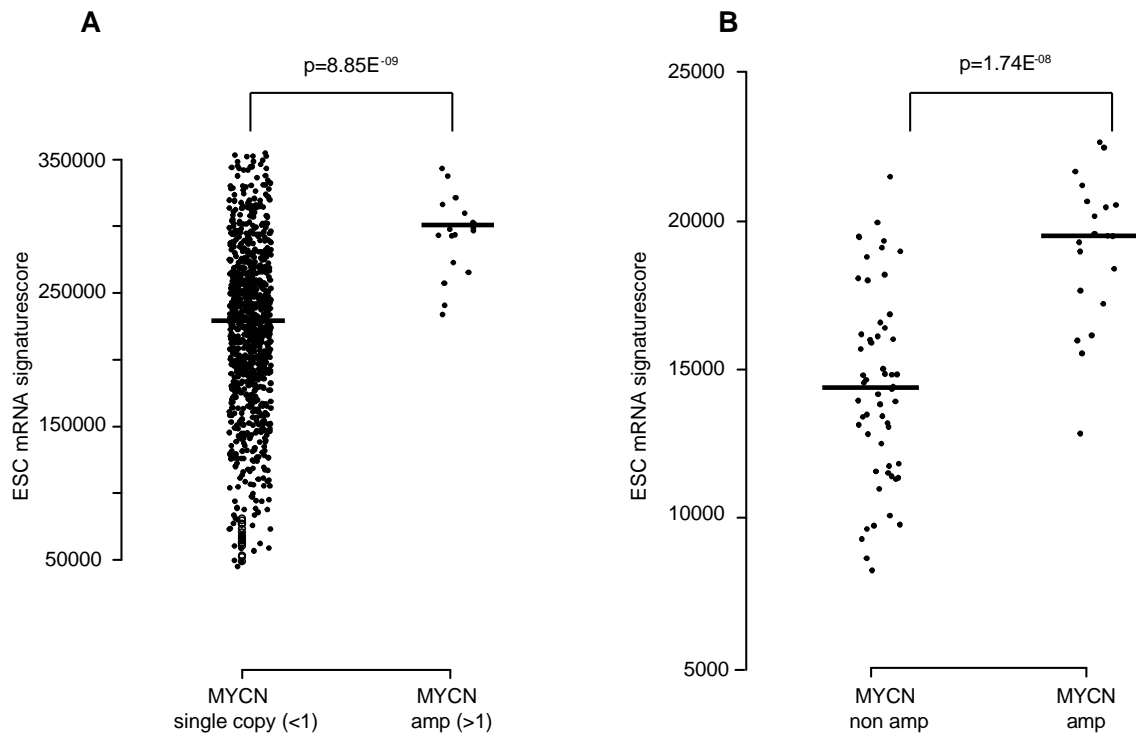 A
p=8.85E-09
ESC mRNA signaturescore
350000
250000
150000
50000
MYCN
single copy (<1)
MYCN
amp (>1)
B
p=1.74E-08
ESC mRNA signaturescore
25000
20000
15000
10000
5000
MYCN
non amp
MYCN
amp